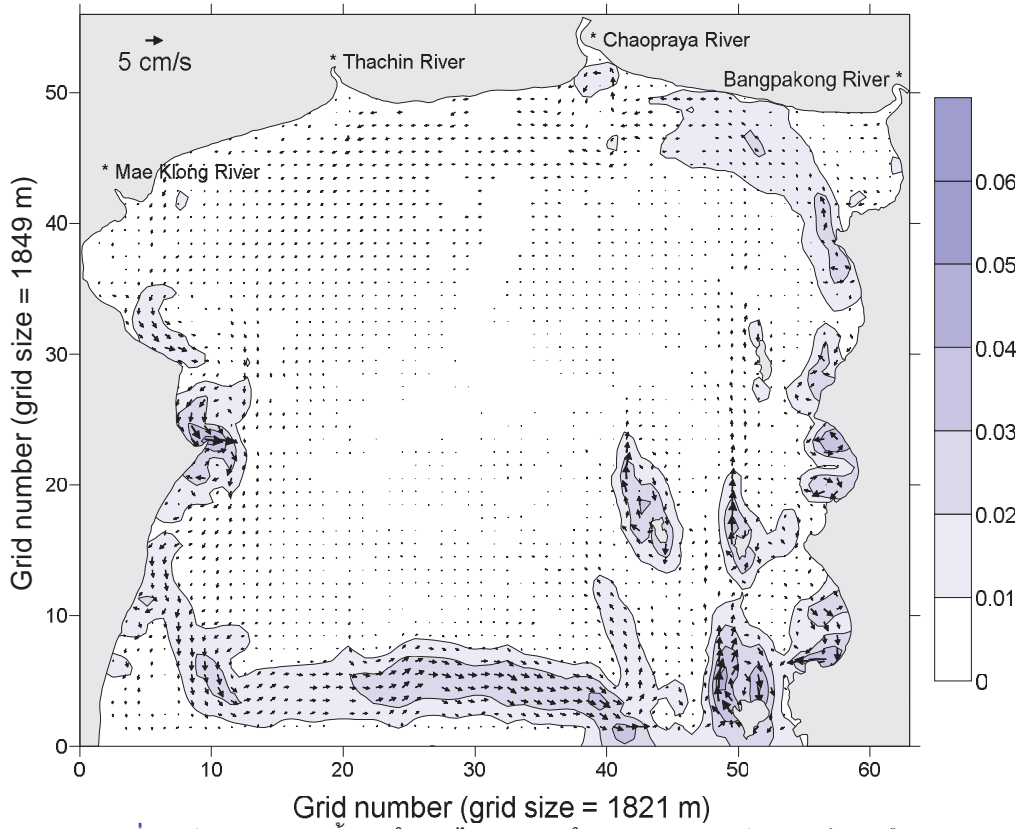 5 cm/s
* Thachin River
* Chaopraya River
Bangpakong River *
* Mae Klong River
50
40
30
20
10
0
Grid number (grid size = 1849 m)
0 10 20 30 40 50 60
Grid number (grid size = 1821 m)
0.06
0.05
0.04
0.03
0.02
0.01
0